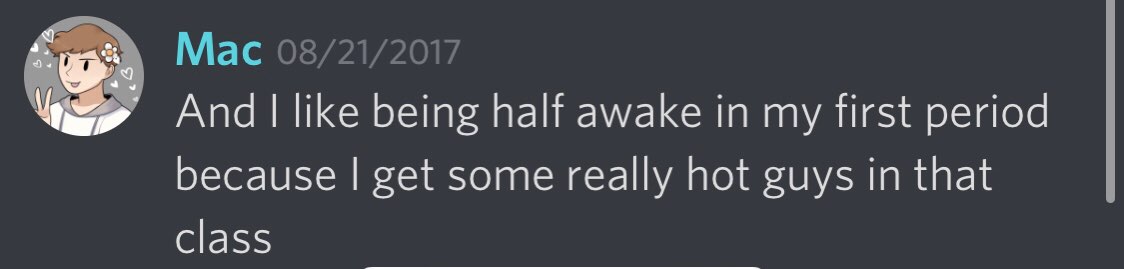 Mac 08/21/2017
And I like being half awake in my first period
because I get some really hot guys in that
class